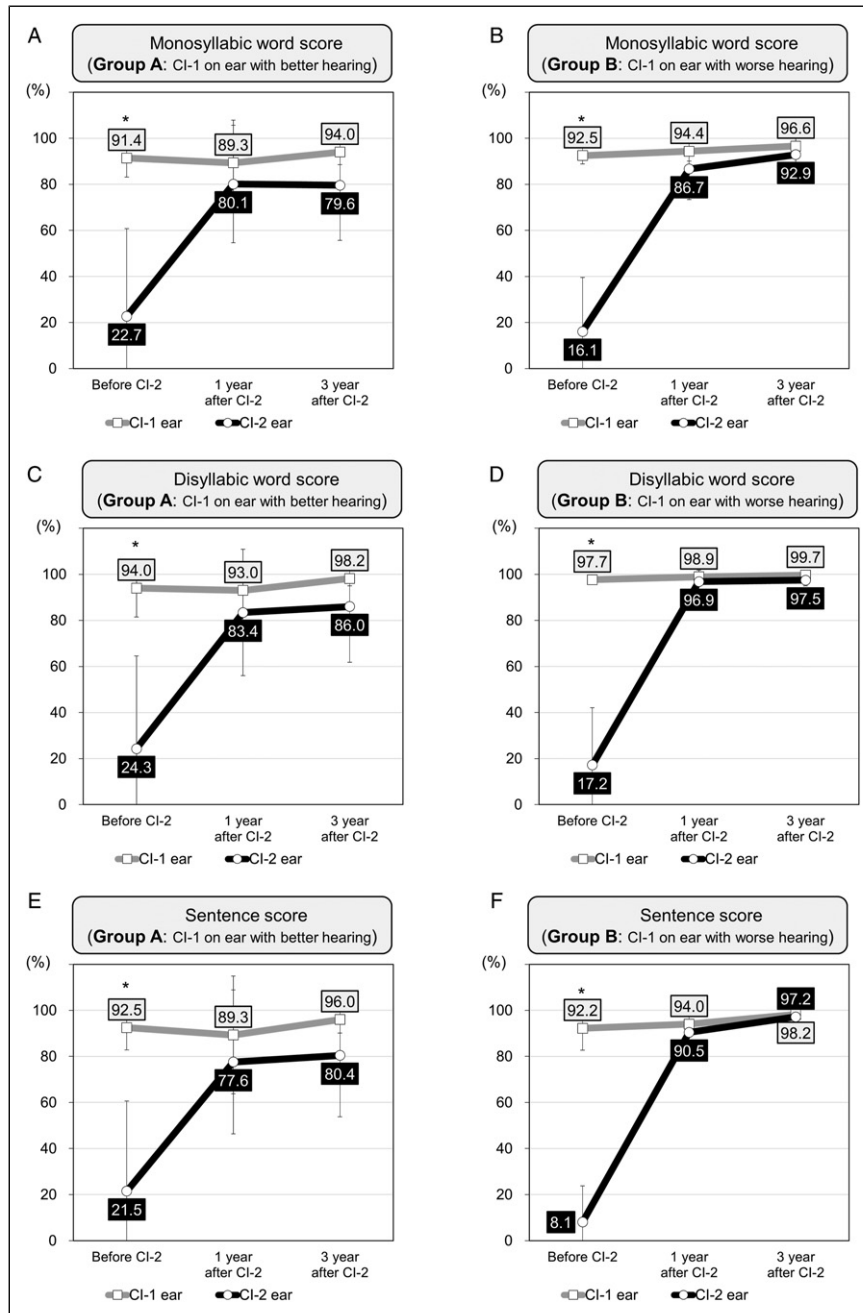 A
Monosyllabic word score
(Group A: CI-1 on ear with better hearing)
(%)
100
80
60
40
20
0
*
91.4
89.3
94.0
22.7
80.1
79.6
Before CI-2
1 year
after CI-2
3 year
after CI-2
CI-1 ear
CI-2 ear
B
Monosyllabic word score
(Group B: CI-1 on ear with worse hearing)
(%)
100
80
60
40
20
0
*
92.5
94.4
96.6
16.1
86.7
92.9
Before CI-2
1 year
after CI-2
3 year
after CI-2
CI-1 ear
CI-2 ear
C
Disyllabic word score
(Group A: CI-1 on ear with better hearing)
(%)
100
80
60
40
20
0
*
94.0
93.0
98.2
24.3
83.4
86.0
Before CI-2
1 year
after CI-2
3 year
after CI-2
CI-1 ear
CI-2 ear
D
Disyllabic word score
(Group B: CI-1 on ear with worse hearing)
(%)
100
80
60
40
20
0
*
97.7
98.9
99.7
17.2
96.9
97.5
Before CI-2
1 year
after CI-2
3 year
after CI-2
CI-1 ear
CI-2 ear
E
Sentence score
(Group A: CI-1 on ear with better hearing)
(%)
100
80
60
40
20
0
*
92.5
89.3
96.0
21.5
77.6
80.4
Before CI-2
1 year
after CI-2
3 year
after CI-2
CI-1 ear
CI-2 ear
F
Sentence score
(Group B: CI-1 on ear with worse hearing)
(%)
100
80
60
40
20
0
*
92.2
94.0
97.2
98.2
8.1
90.5
Before CI-2
1 year
after CI-2
3 year
after CI-2
CI-1 ear
CI-2 ear